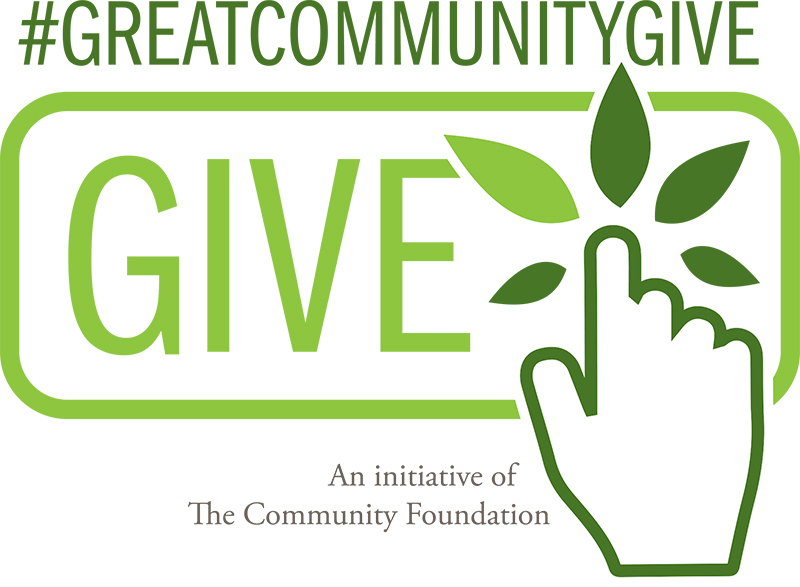 #GREATCOMMUNITYGIVE
GIVE
An initiative of
The Community Foundation